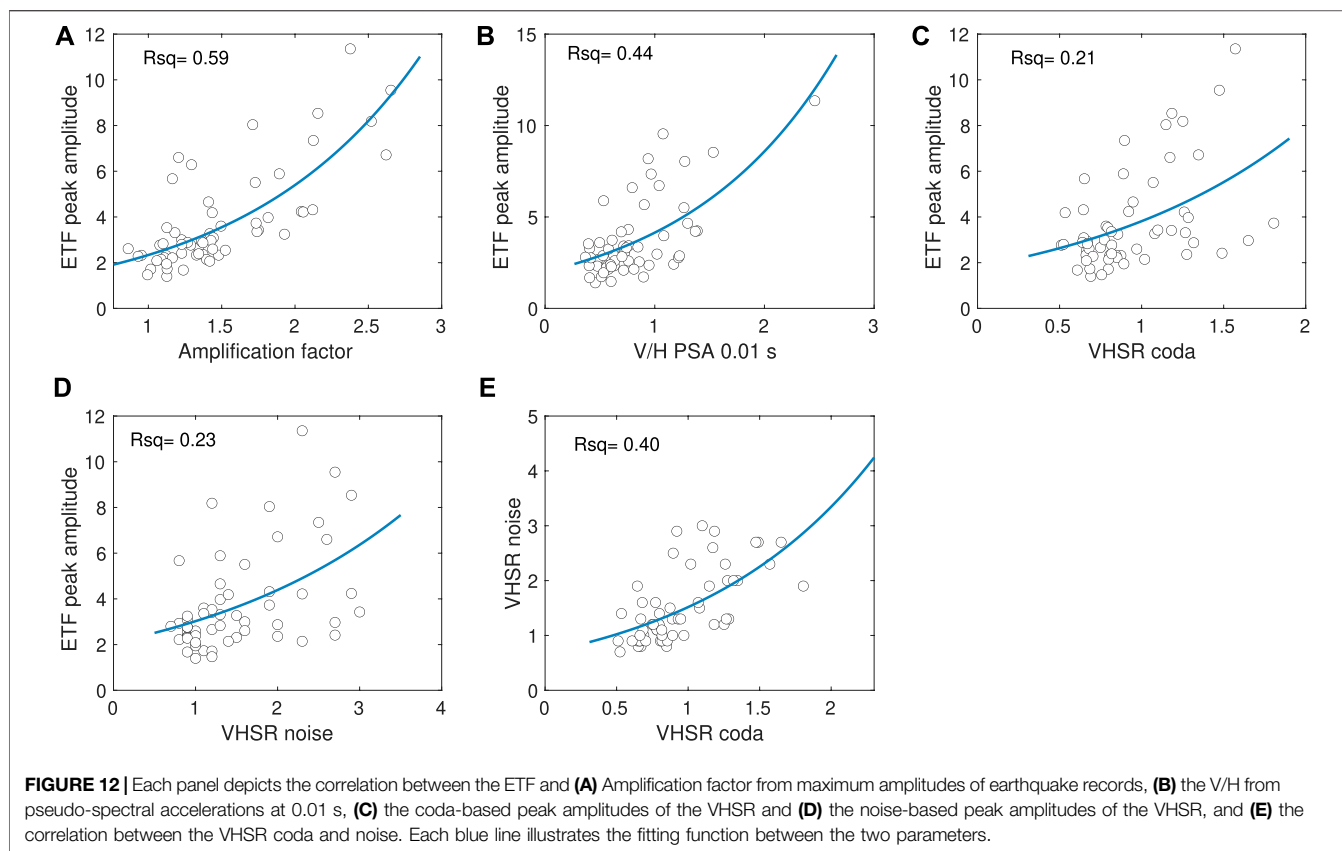 A
Rsq= 0.59
12
10
8
6
4
2
0
ETF peak amplitude
1
1.5
2
2.5
3
Amplification factor
B
Rsq= 0.44
15
10
5
0
ETF peak amplitude
0
1
2
3
V/H PSA 0.01 s
C
Rsq= 0.21
12
10
8
6
4
2
0
ETF peak amplitude
0
0.5
1
1.5
2
VHSR coda
D
Rsq= 0.23
12
10
8
6
4
2
0
ETF peak amplitude
0
1
2
3
4
VHSR noise
E
Rsq= 0.40
5
4
3
2
1
0
VHSR noise
0
0.5
1
1.5
2
VHSR coda
FIGURE 12 | Each panel depicts the correlation between the ETF and (A) Amplification factor from maximum amplitudes of earthquake records, (B) the V/H from
pseudo-spectral accelerations at 0.01 s, (C) the coda-based peak amplitudes of the VHSR and (D) the noise-based peak amplitudes of the VHSR, and (E) the
correlation between the VHSR coda and noise. Each blue line illustrates the fitting function between the two parameters.